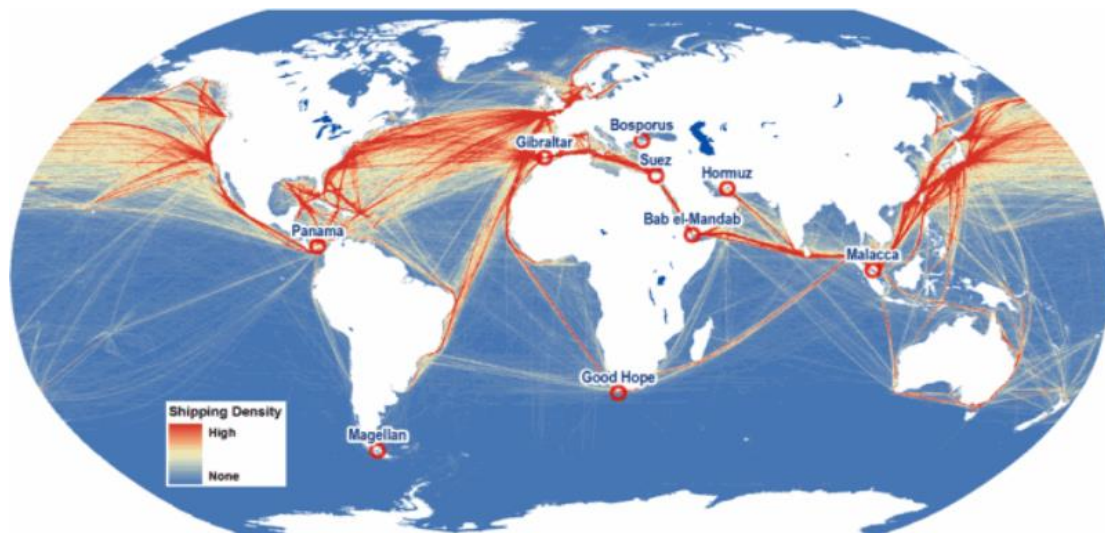 Bosporus
Gibraltar
Suez
Hormuz
Bab el-Mandab
Panama
Malacca
Good Hope
Shipping Density
High
None
Magellan